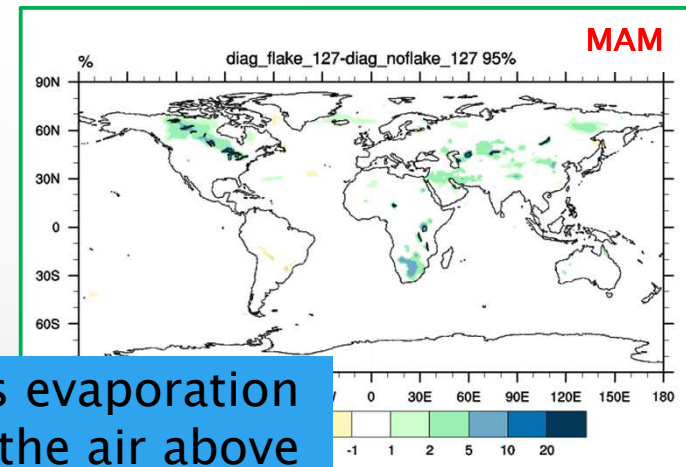 MAM
% diag_flake_127-diag_noflake_127 95%
90N
60N
30N
0
30S
60S
0 30E 60E 90E 120E 150E 180
evaporation
the air above
-1 1 2 5 10 20